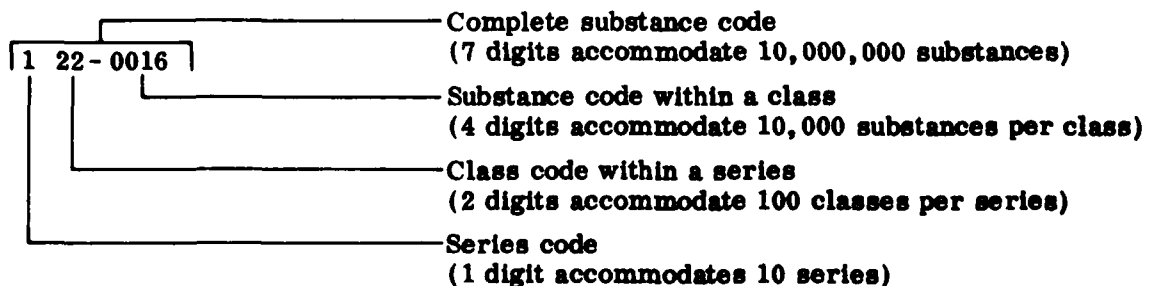 Complete substance code
(7 digits accommodate 10,000,000 substances)
1 22-0016
Substance code within a class
(4 digits accommodate 10,000 substances per class)
Class code within a series
(2 digits accommodate 100 classes per series)
Series code
(1 digit accommodates 10 series)